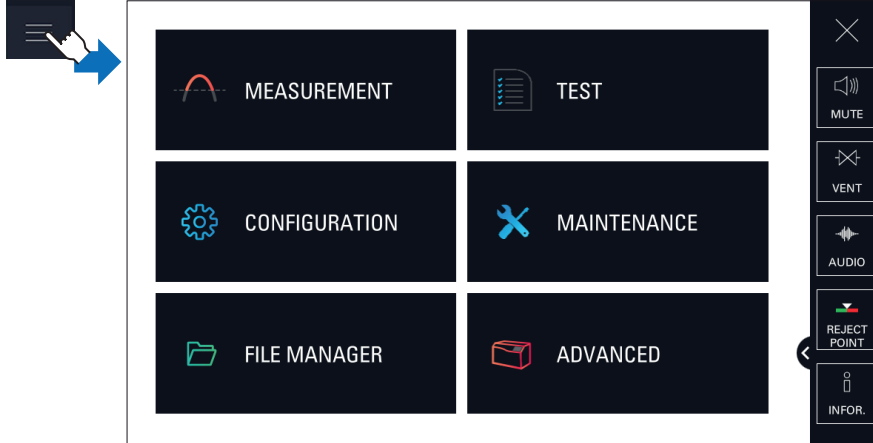 MEASUREMENT
TEST
CONFIGURATION
MAINTENANCE
FILE MANAGER
ADVANCED
MUTE
VENT
AUDIO
REJECT
POINT
INFOR.